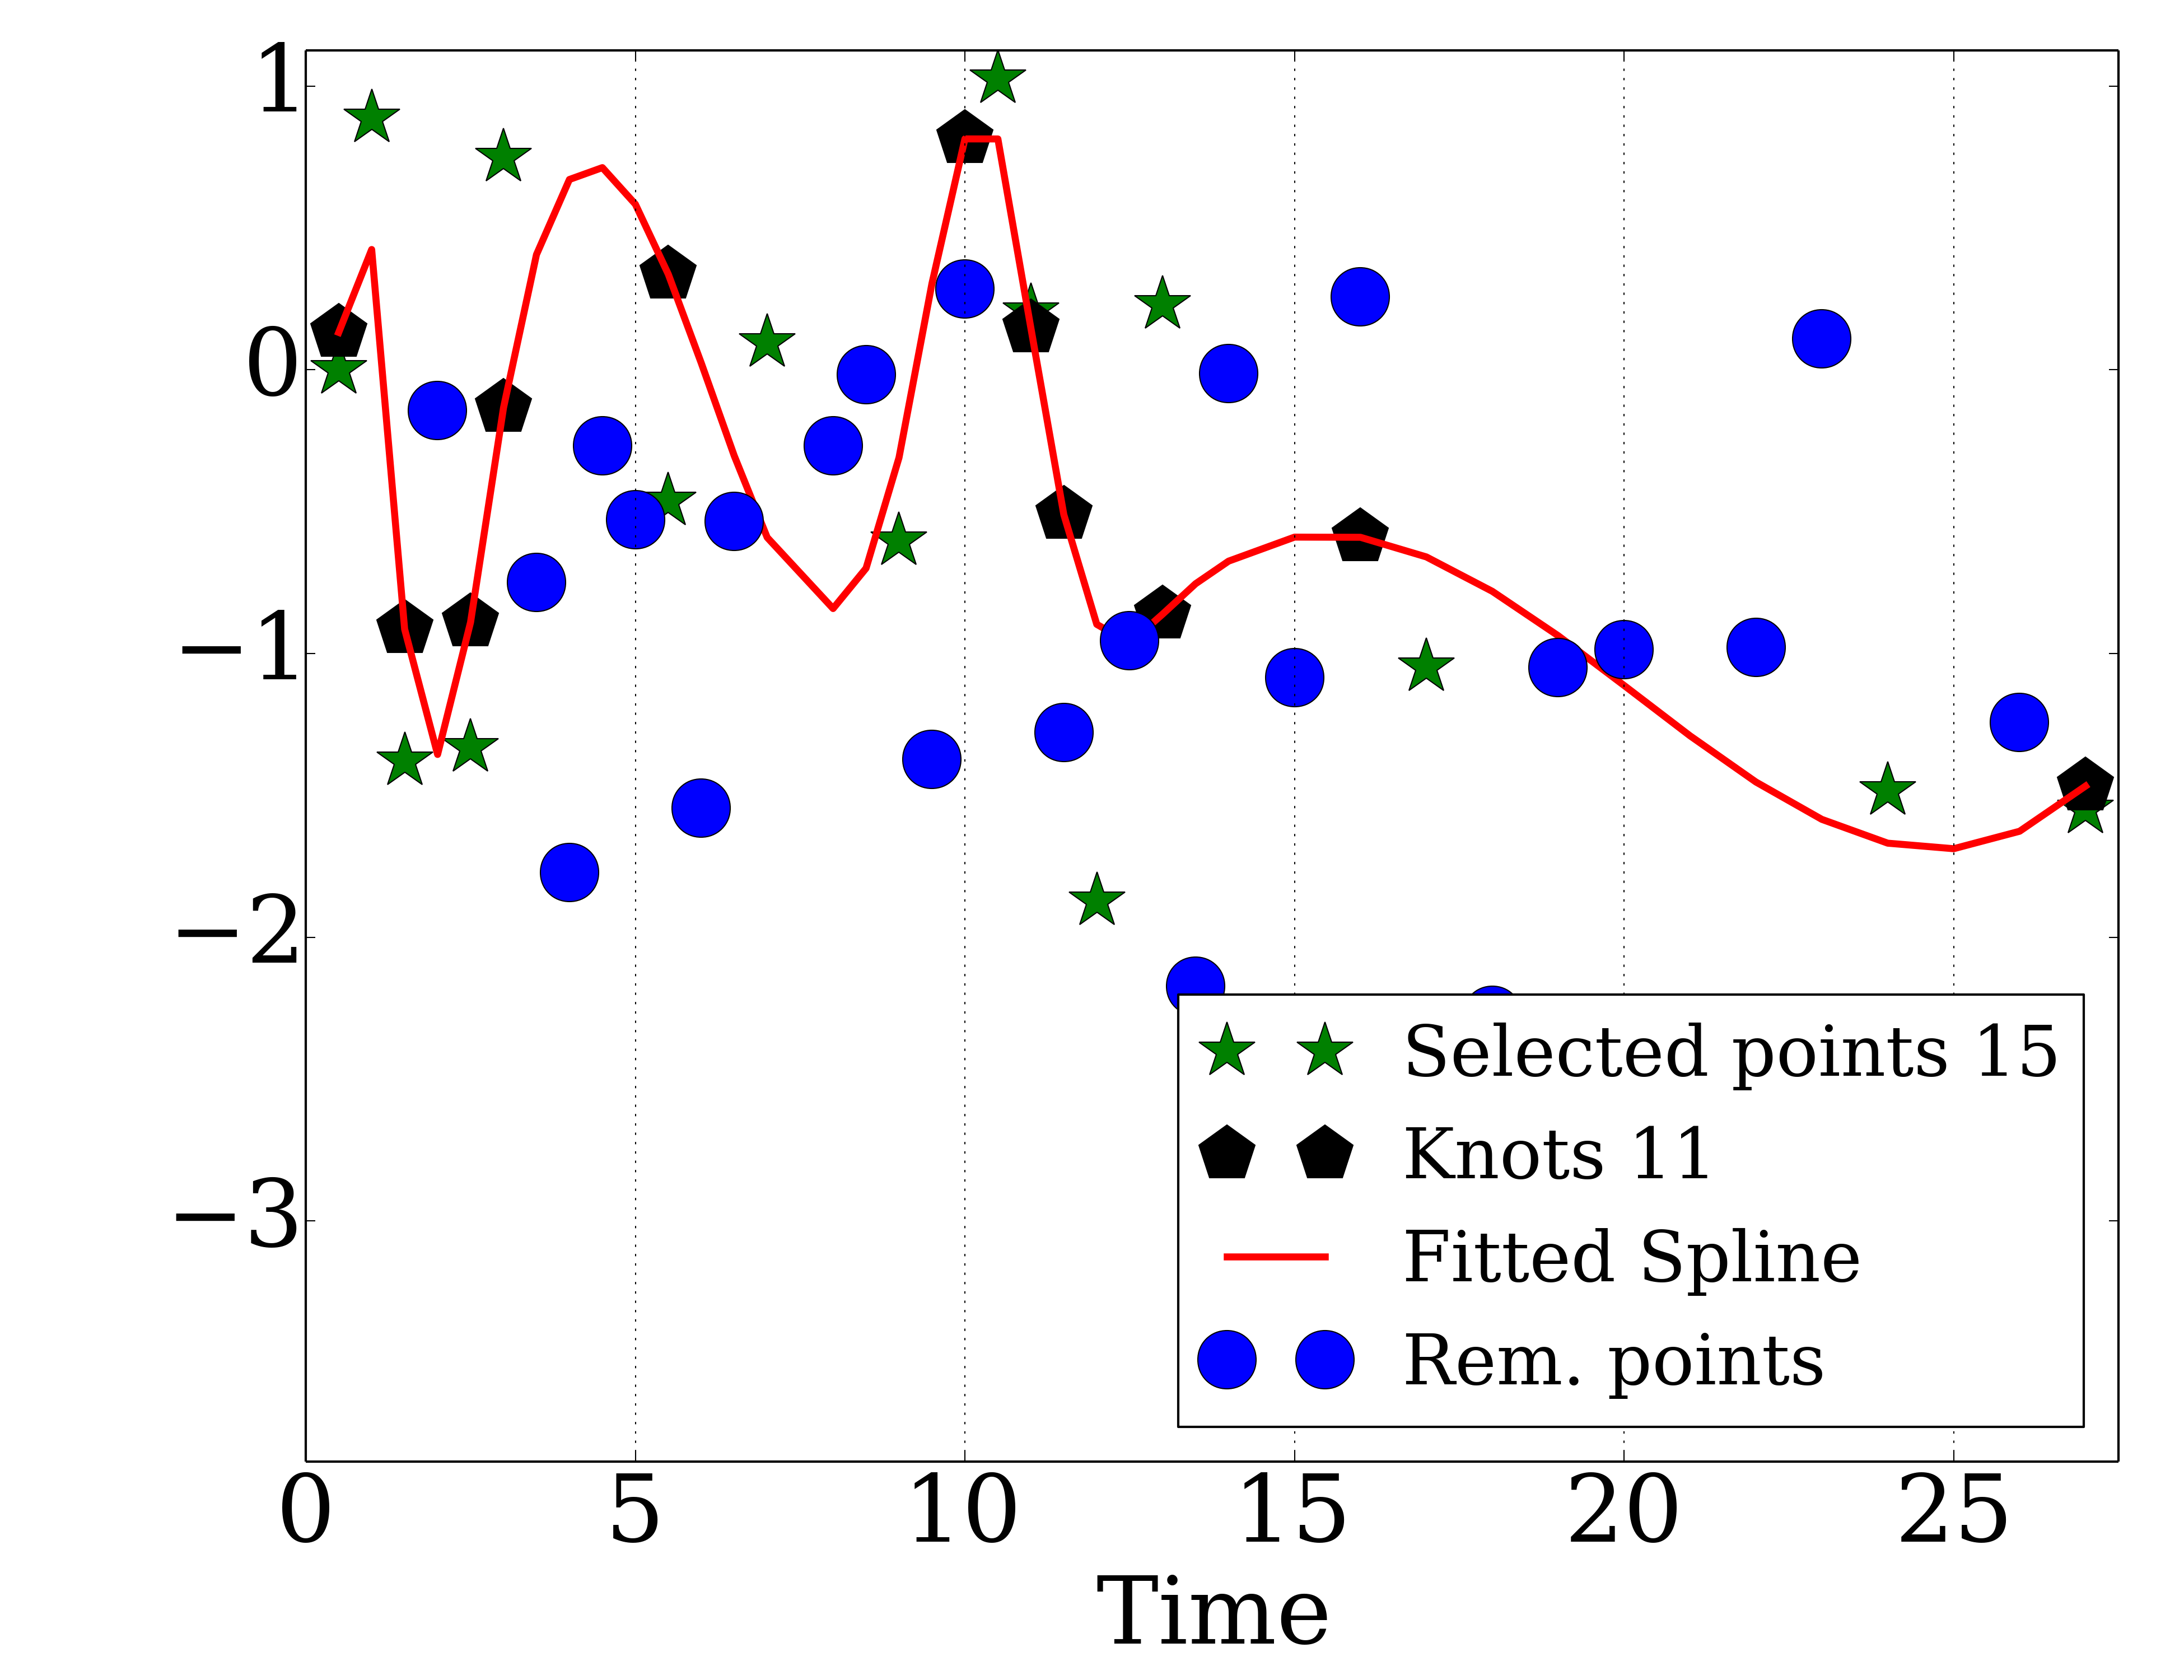 1
0
−1
−2
−3
Selected points 15
Knots 11
Fitted Spline
Rem. points
0 5 10 15 20 25
Time